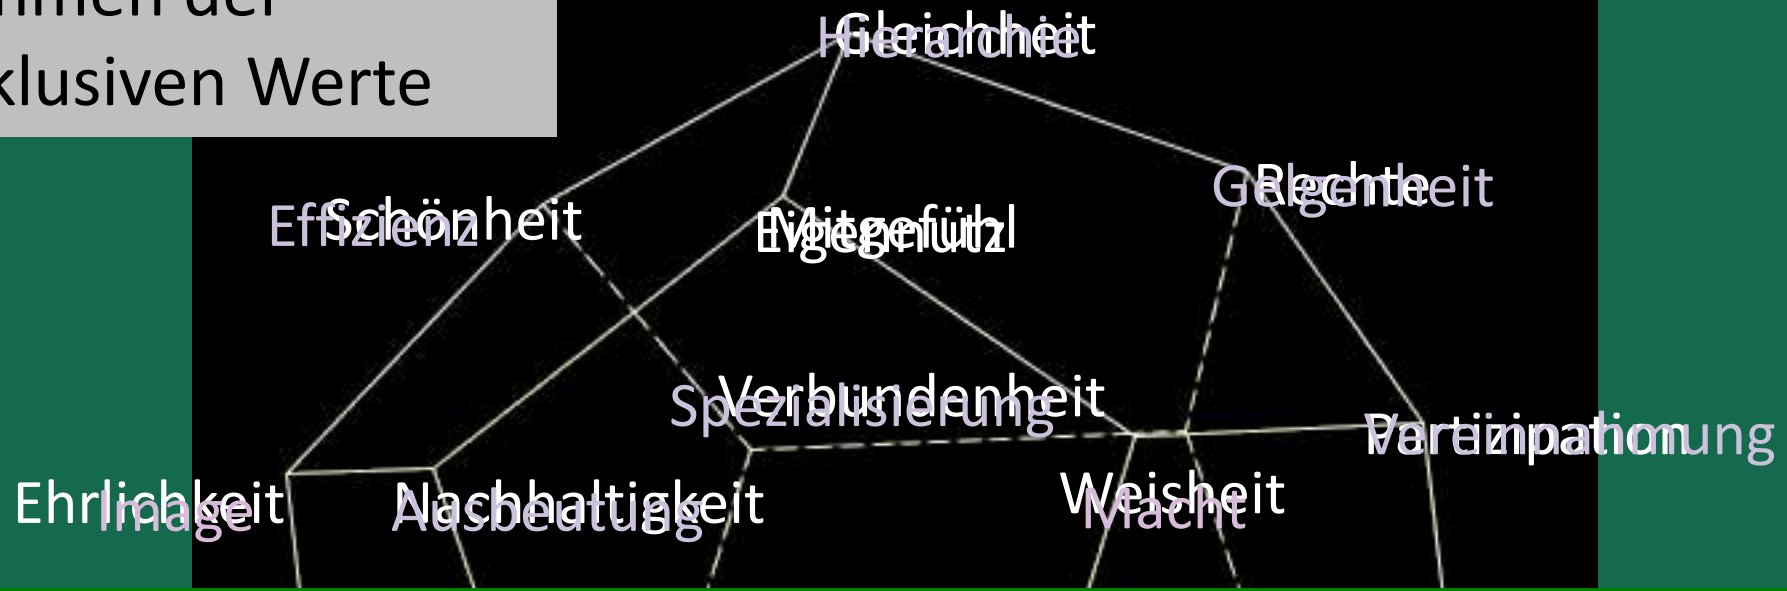 klusiven Werte
Gleichheit
Hierarchie
Rechte
Gelgenheit
Schönheit
Effizienz
Mitgefühl
Eigennutz
Verbundenheit
Spezialisierung
Partizipation
Vereinnahmung
Ehrlichkeit
Image
Nachhaltigkeit
Ausbeutung
Weisheit
Macht